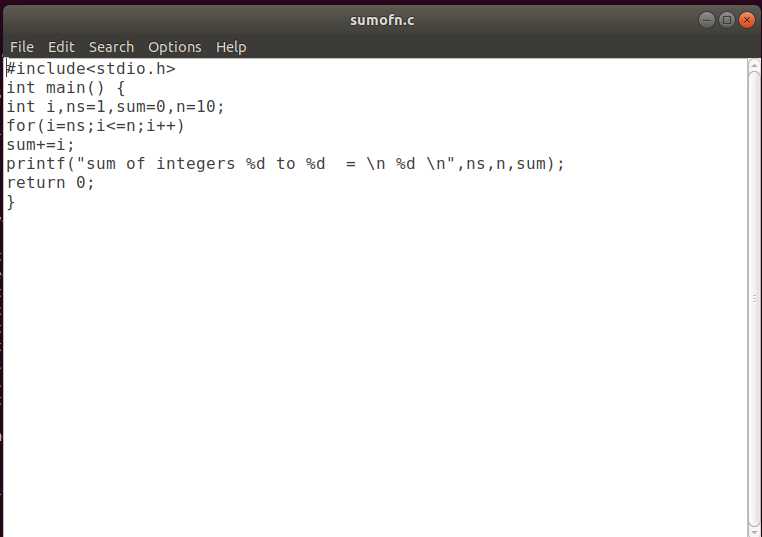 sumofn.c
File Edit Search Options Help
#include<stdio.h>
int main() {
int i,ns=1,sum=0,n=10;
for(i=ns;i<=n;i++)
sum+=i;
printf("sum of integers %d to %d  = \n %d \n",ns,n,sum);
return 0;
}